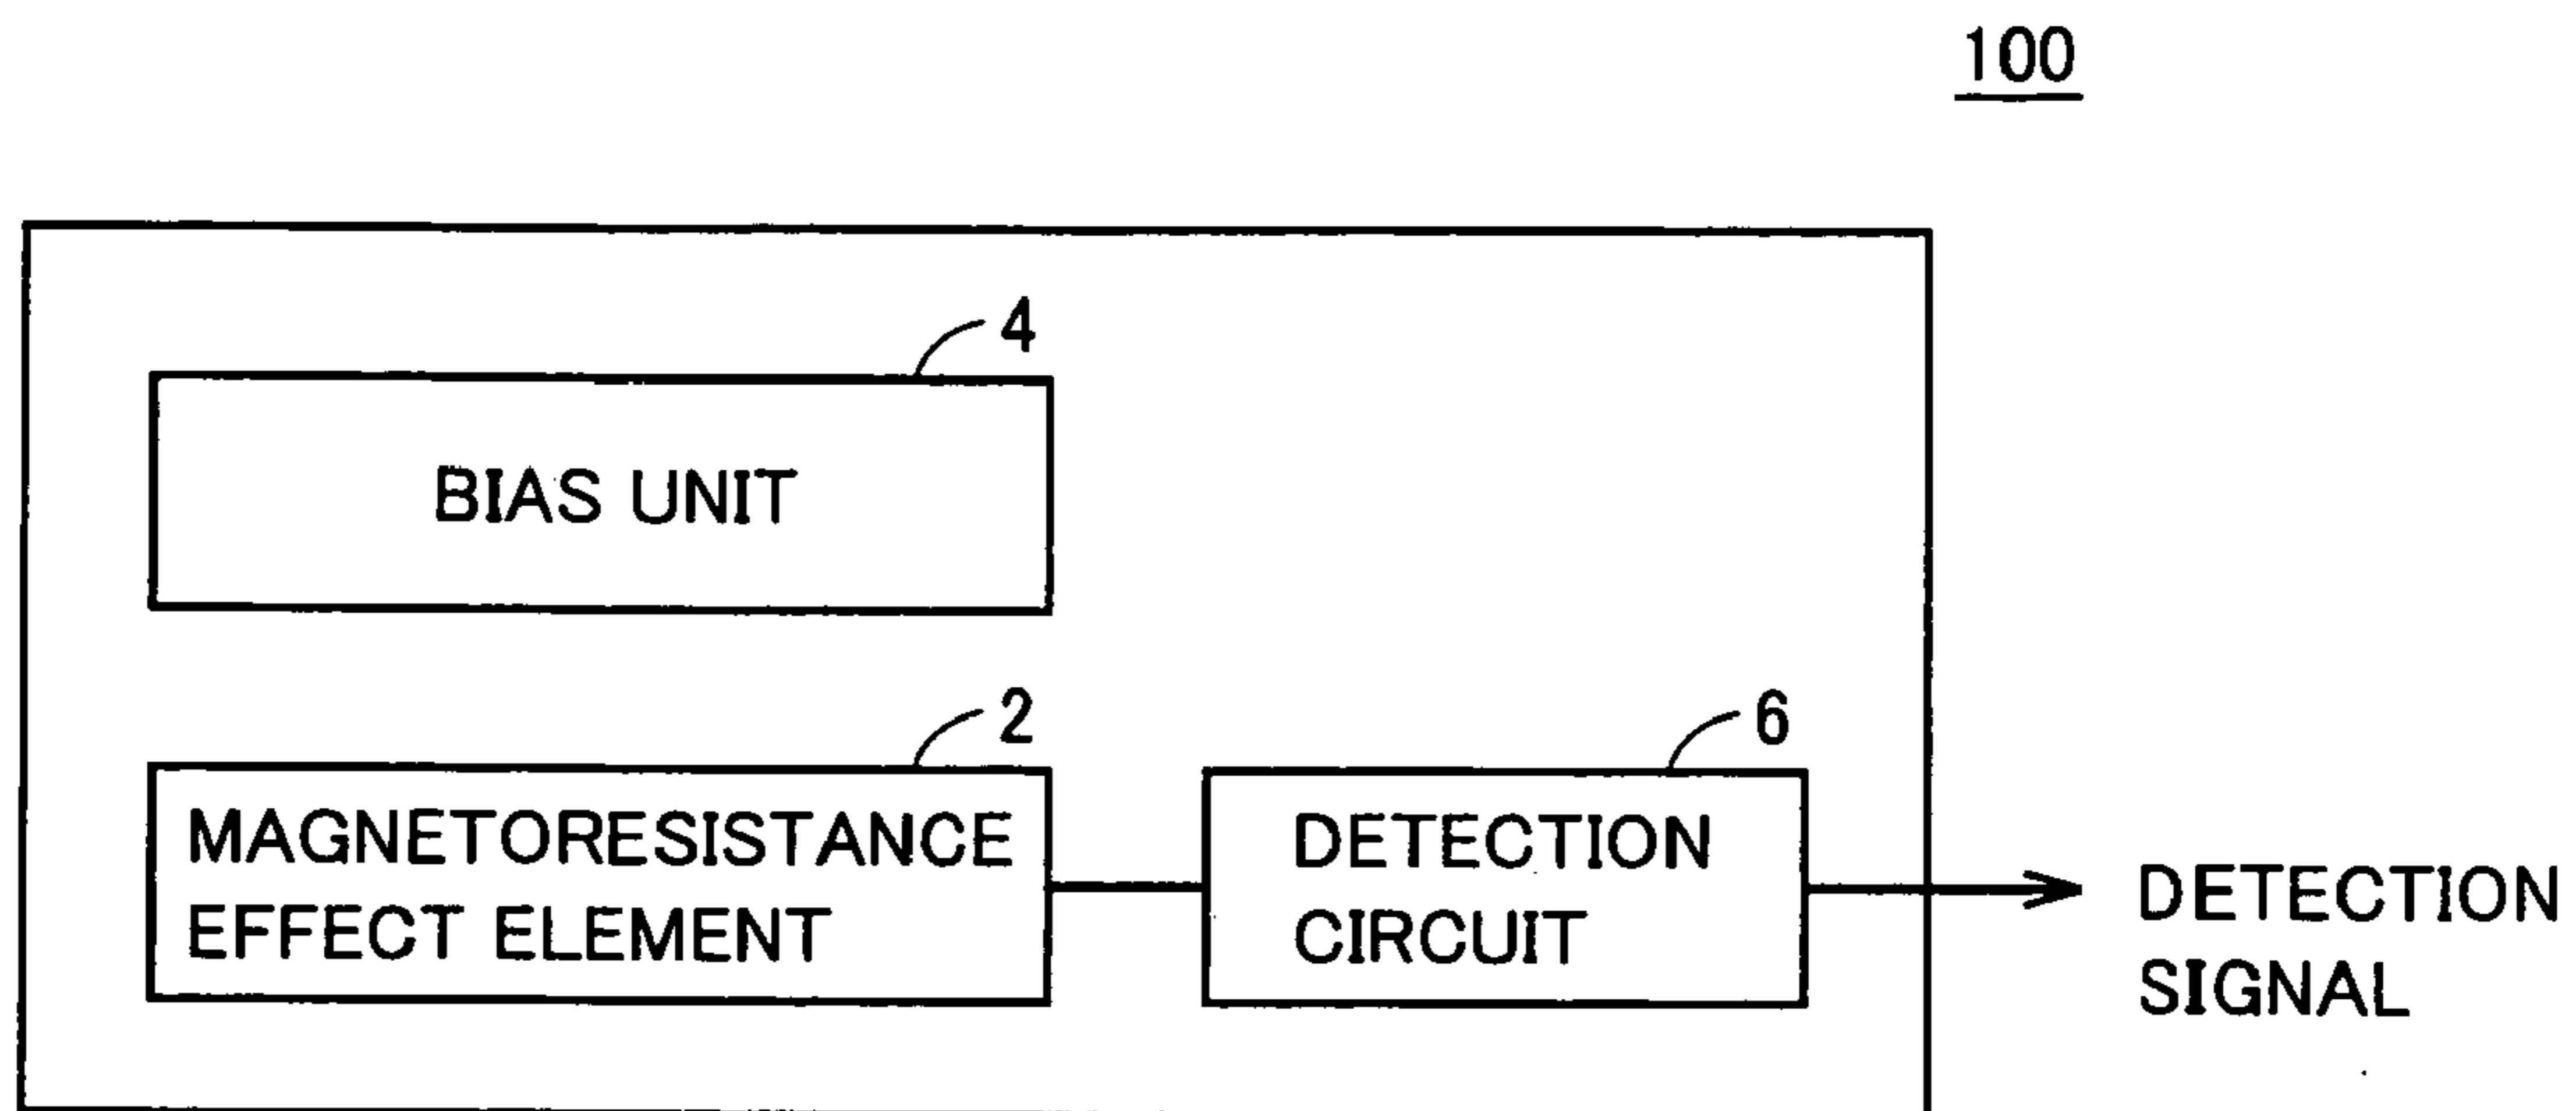 100
4
BIAS UNIT
2
MAGNETORESISTANCE
EFFECT ELEMENT
6
DETECTION
CIRCUIT
DETECTION
SIGNAL